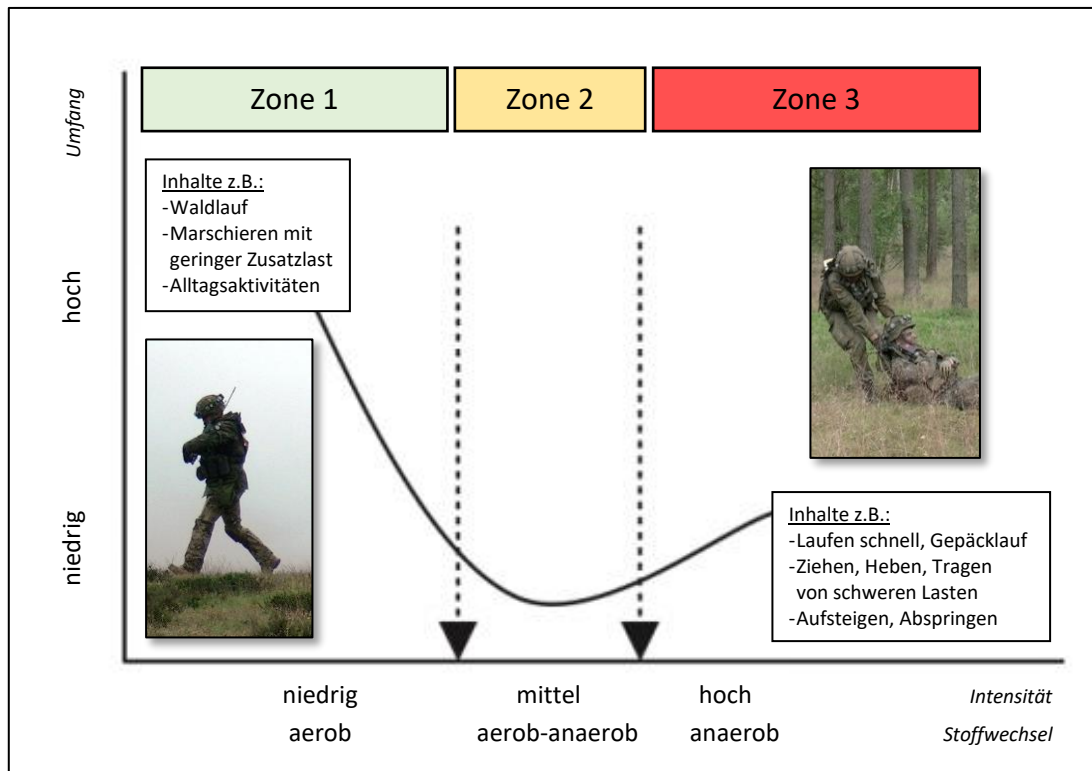 Zone 1
Zone 2
Zone 3
Umfang
hoch
niedrig
Inhalte z.B.:
-Waldlauf
-Marschieren mit
geringer Zusatzlast
-Alltagsaktivitäten
Inhalte z.B.:
-Laufen schnell, Gepäcklauf
-Ziehen, Heben, Tragen
von schweren Lasten
-Aufsteigen, Abspringen
niedrig mittel hoch Intensität
aerob aerob-anaerob anaerob Stoffwechsel